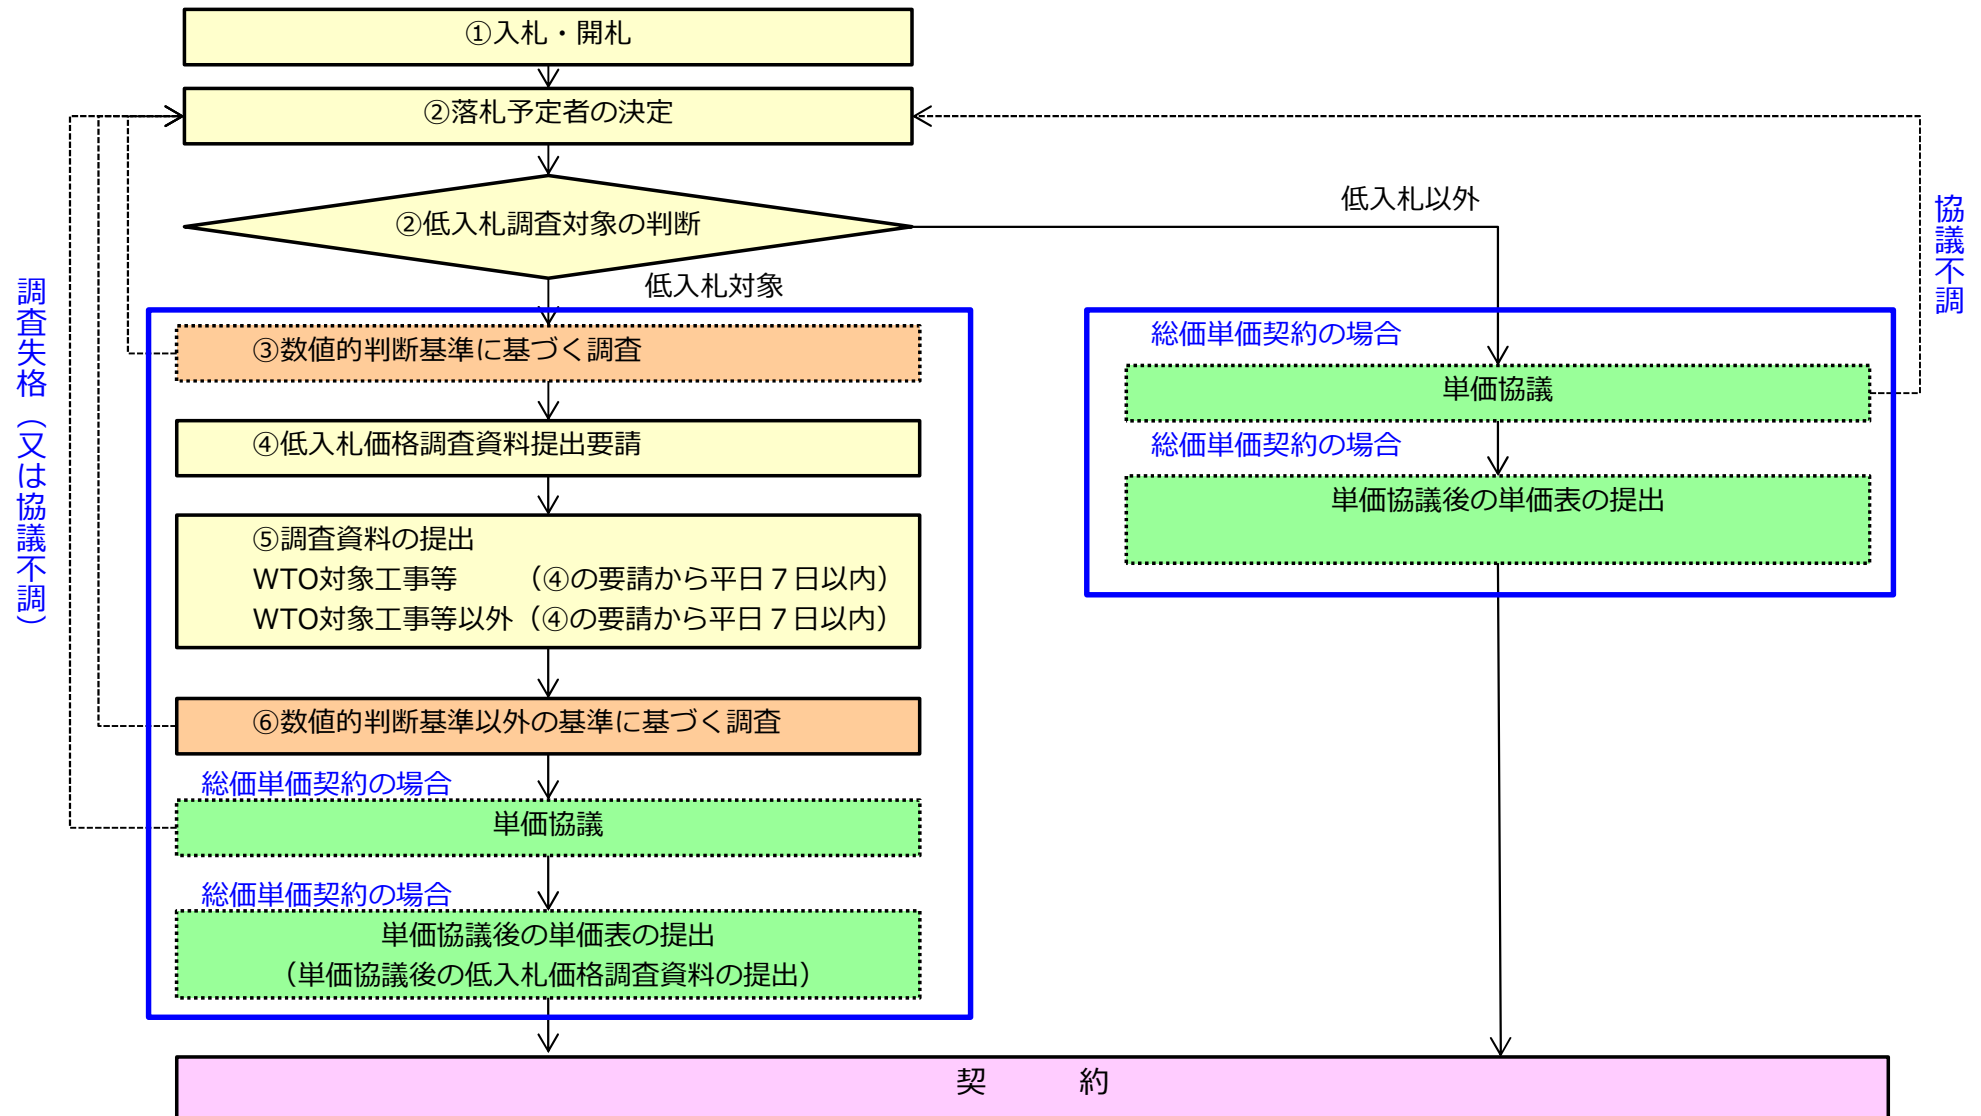 ①入札・開札
②落札予定者の決定
②低入札調査対象の判断
低入札以外
低入札対象
協議不調
調査失格（又は協議不調）
③数値的判断基準に基づく調査
④低入札価格調査資料提出要請
⑤調査資料の提出
WTO対象工事等　　（④の要請から平日７日以内）
WTO対象工事等以外（④の要請から平日７日以内）
⑥数値的判断基準以外の基準に基づく調査
総価単価契約の場合
単価協議
総価単価契約の場合
単価協議後の単価表の提出
（単価協議後の低入札価格調査資料の提出）
総価単価契約の場合
単価協議
総価単価契約の場合
単価協議後の単価表の提出
契　　約